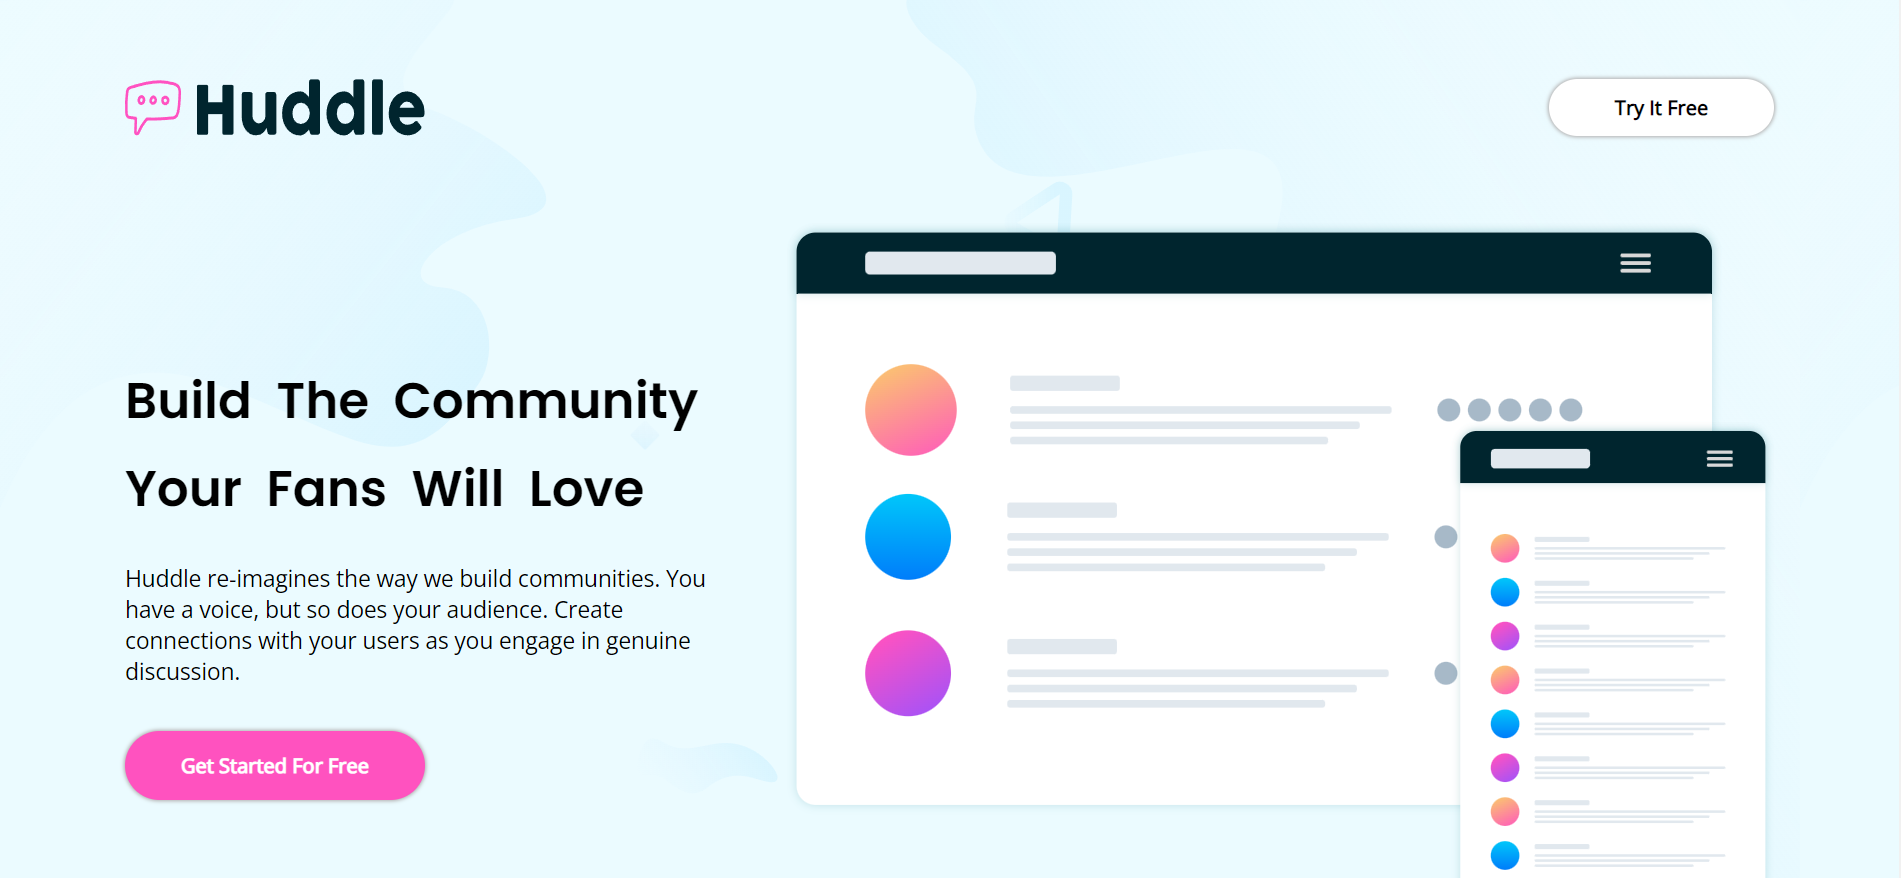 Huddle
Try It Free
Build The Community
Your Fans Will Love
Huddle re-imagines the way we build communities. You
have a voice, but so does your audience. Create
connections with your users as you engage in genuine
discussion.
Get Started For Free